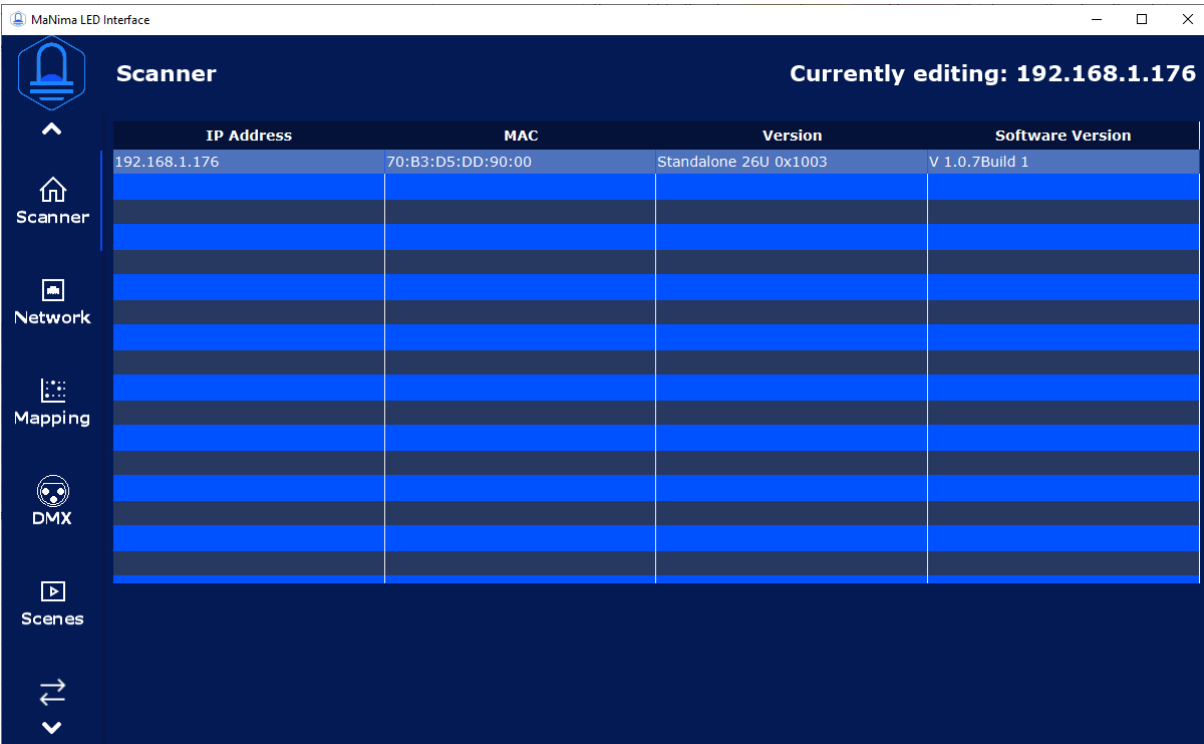 MaNima LED Interface
Scanner
Currently editing: 192.168.1.176
IP Address MAC Version Software Version
192.168.1.176 70:B3:D5:DD:90:00 Standalone 26U 0x1003 V 1.0.7Build 1
Scanner
Network
Mapping
DMX
Scenes